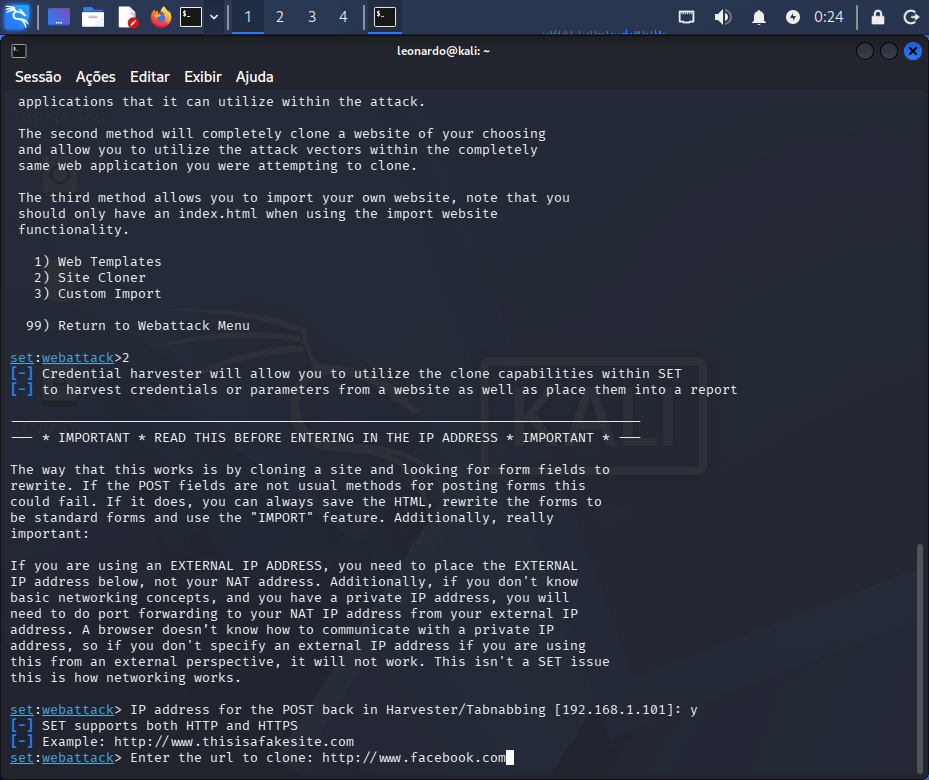 1 2 3 4 0:24
leonardo@kali: ~
Sessão Ações Editar Exibir Ajuda
applications that it can utilize within the attack.
The second method will completely clone a website of your choosing
and allow you to utilize the attack vectors within the completely
same web application you were attempting to clone.
The third method allows you to import your own website, note that you
should only have an index.html when using the import website
functionality.
1) Web Templates
2) Site Cloner
3) Custom Import
99) Return to Webattack Menu
set:webattack>2
[-] Credential harvester will allow you to utilize the clone capabilities within SET
[-] to harvest credentials or parameters from a website as well as place them into a report
--- * IMPORTANT * READ THIS BEFORE ENTERING IN THE IP ADDRESS * IMPORTANT * ---
The way that this works is by cloning a site and looking for form fields to
rewrite. If the POST fields are not usual methods for posting forms this
could fail. If it does, you can always save the HTML, rewrite the forms to
be standard forms and use the "IMPORT" feature. Additionally, really
important:
If you are using an EXTERNAL IP ADDRESS, you need to place the EXTERNAL
IP address below, not your NAT address. Additionally, if you don't know
basic networking concepts, and you have a private IP address, you will
need to do port forwarding to your NAT IP address from your external IP
address. A browser doesn’t know how to communicate with a private IP
address, so if you don't specify an external IP address if you are using
this from an external perspective, it will not work. This isn't a SET issue
this is how networking works.
set:webattack> IP address for the POST back in Harvester/Tabnabbing [192.168.1.101]: y
[-] SET supports both HTTP and HTTPS
[-] Example: http://www.thisisafakesite.com
set:webattack> Enter the url to clone: http://www.facebook.com
KALI